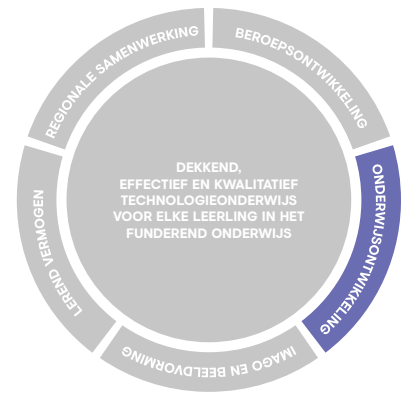 REGIONALE SAMENWERKING
BEROEPSONTWIKKELING
ONDERWIJSONTWIKKELING
IMAGO EN BEELDVORMING
LEREND VERMOGEN
DEKKEND,
EFFECTIEF EN KWALITATIEF
TECHNOLOGIEONDERWIJS
VOOR ELKE LEERLING IN HET
FUNDEREND ONDERWIJS